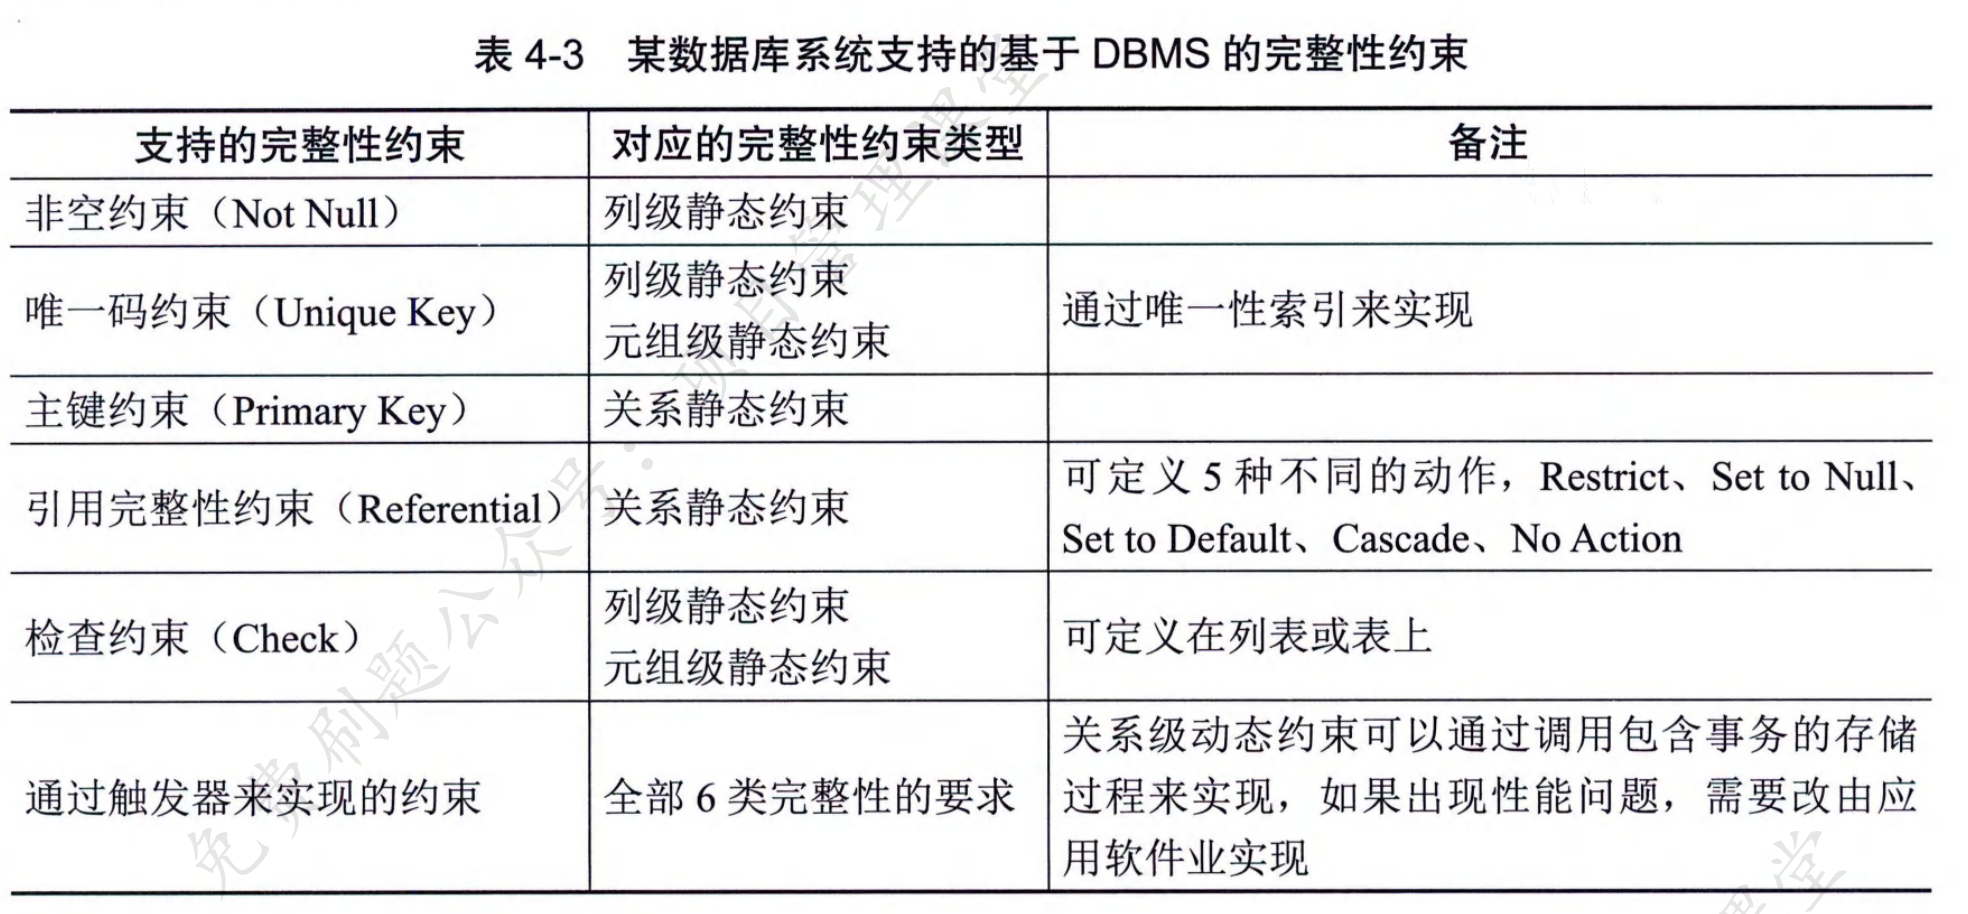 表 4-3 某数据库系统支持的基于 DBMS 的完整性约束
支持的完整性约束 对应的完整性约束类型 备注
非空约束（Not Null） 列级静态约束
唯一码约束（Unique Key） 列级静态约束 元组级静态约束 通过唯一性索引来实现
主键约束（Primary Key） 关系静态约束
引用完整性约束（Referential） 关系静态约束
可定义 5 种不同的动作，Restrict、Set to Null、
Set to Default、Cascade、No Action
检查约束（Check）
列级静态约束
元组级静态约束
可定义在列表或表上
通过触发器来实现的约束
全部 6 类完整性的要求
关系级动态约束可以通过调用包含事务的存储
过程来实现，如果出现性能问题，需要改由应
用软件业实现
免费刷题公众号：项目管理课堂
课堂